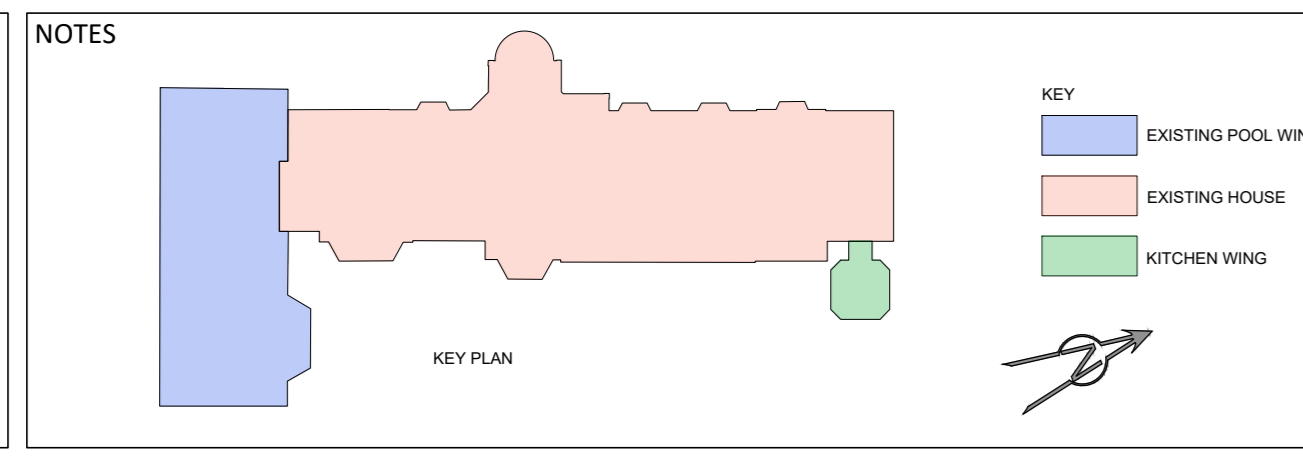 NOTES
KEY
EXISTING POOL WIN
EXISTING HOUSE
KITCHEN WING
KEY PLAN